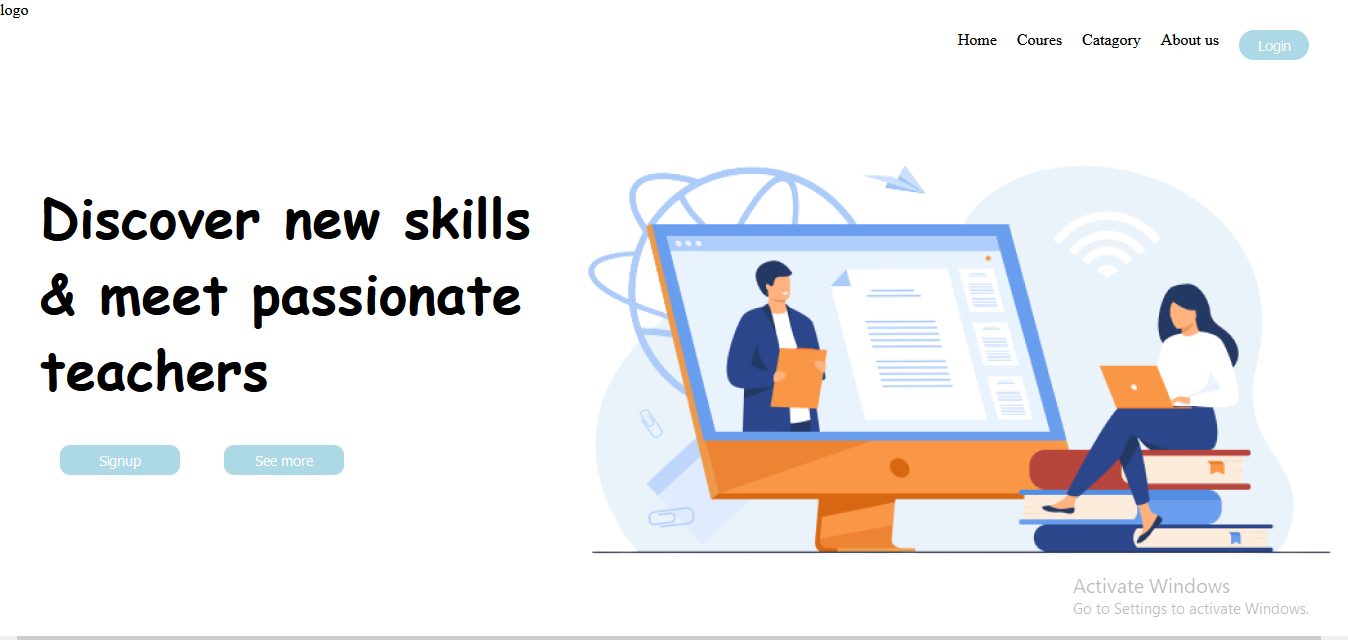 logo
Home Coures Catagory About us Login
Discover new skills
& meet passionate
teachers
Signup See more
Activate Windows
Go to Settings to activate Windows.